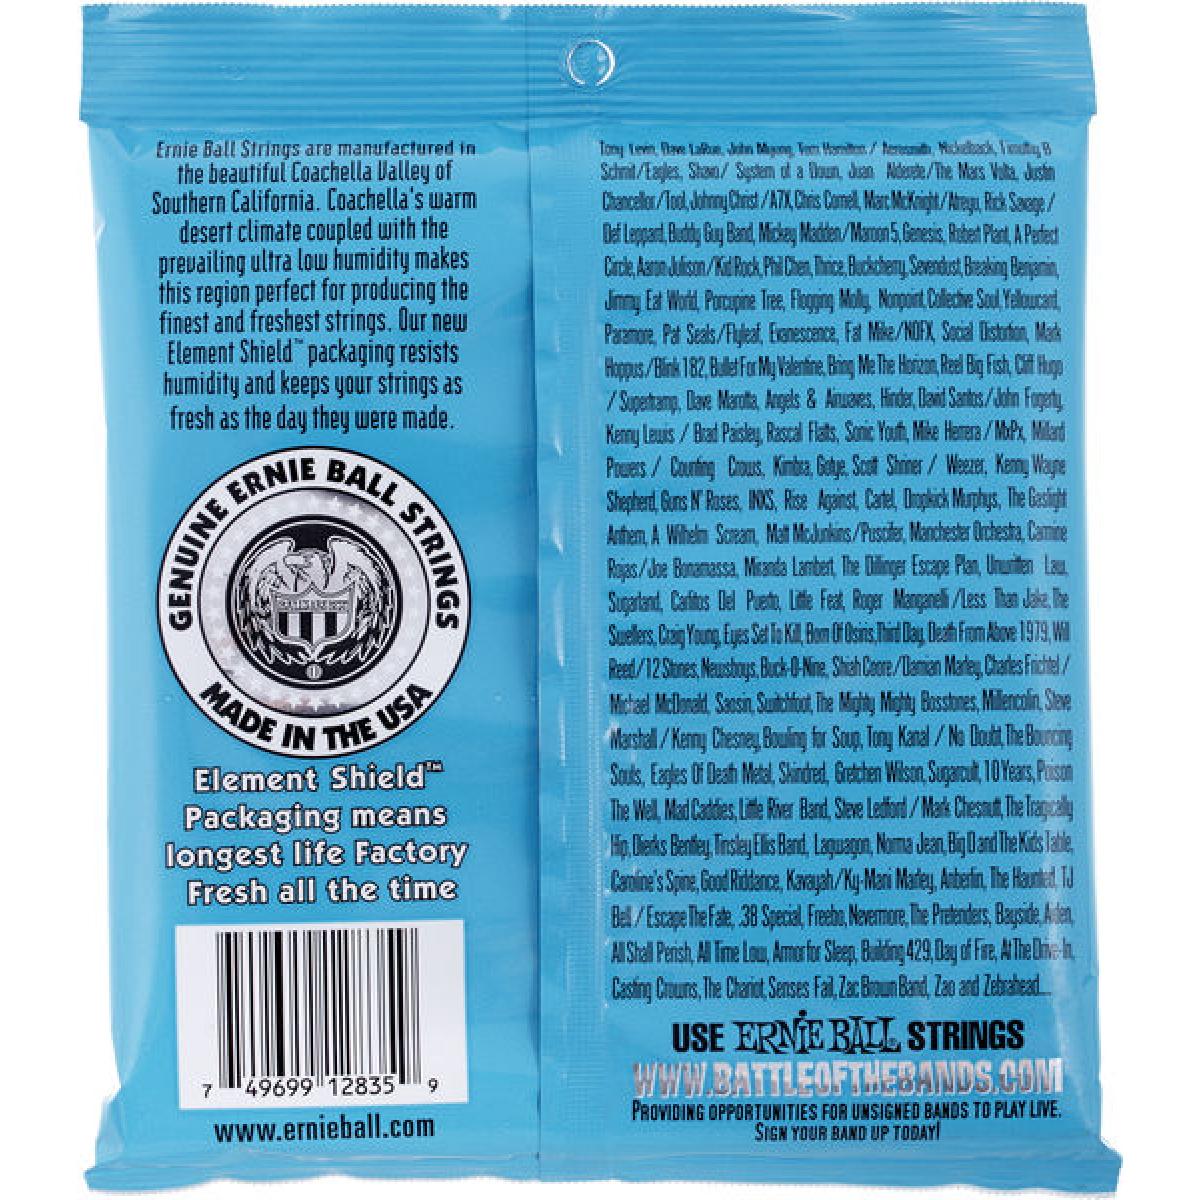 Ernie Ball Strings are manufactured in
the beautiful Coachella Valley of
Southern California. Coachella's warm
desert climate coupled with the
prevailing ultra low humidity makes
this region perfect for producing the
finest and freshest strings. Our new
Element Shield™ packaging resists
humidity and keeps your strings as
fresh as the day they were made.
GENUINE ERNIE BALL STRINGS
MADE IN THE USA
Element Shield™
Packaging means
longest life Factory
Fresh all the time
7 49699 12835 9
www.ernieball.com
Tony Levin, Dave LaRue, John Myung, Tom Hamilton / Aerosmith, Nickelback, Timothy B
Schmit/Eagles, Shavo/ System of a Down, Juan Alderete/The Mars Volta, Justin
Chancellor/Tool, Johnny Christ /A7X, Chris Cornell, Marc McKnight/Atreyu, Rick Savage /
Def Leppard, Buddy Guy Band, Mickey Madden/Maroon 5, Genesis, Robert Plant, A Perfect
Circle, Aaron Julison/Kid Rock, Phil Chen, Thrice, Buckcherry, Sevendust, Breaking Benjamin,
Jimmy Eat World, Porcupine Tree, Flogging Molly, Nonpoint, Collective Soul, Yellowcard,
Paramore, Pat Seals/Flyleaf, Evanescence, Fat Mike/NOFX, Social Distortion, Mark
Hoppus/Blink 182, Bullet For My Valentine, Bring Me The Horizon, Reel Big Fish, Cliff Hugo
/ Supertramp, Dave Marotta, Angels & Airwaves, Hinder, David Santos/John Fogerty,
Kenny Lewis / Brad Paisley, Rascal Flatts, Sonic Youth, Mike Herrera / MxPx, Millard
Powers / Counting Crows, Kimbra, Gotye, Scott Shriner / Weezer, Kenny Wayne
Shepherd, Guns N' Roses, INXS, Rise Against, Cartel, Dropkick Murphys, The Gaslight
Anthem, A Wilhelm Scream, Matt McJunkins/Puscifer, Manchester Orchestra, Carmine
Rojas/Joe Bonamassa, Miranda Lambert, The Dillinger Escape Plan, Unwritten Law,
Sugarland, Carlitos Del Puerto, Little Feat, Roger Manganelli /Less Than Jake, The
Swellers, Craig Young, Eyes Set To Kill, Born Of Osiris, Third Day, Death From Above 1979, Will
Reed/12 Stones, Newsboys, Buck-O-Nine, Shiah Coore/Damian Marley, Charles Frichtel /
Michael McDonald, Saosin, Switchfoot, The Mighty Mighty Bosstones, Millencolin, Steve
Marshall / Kenny Chesney, Bowling for Soup, Tony Kanal / No Doubt, The Bouncing
Souls, Eagles Of Death Metal, Skindred, Gretchen Wilson, Sugarcult, 10 Years, Poison
The Well, Mad Caddies, Little River Band, Steve Ledford / Mark Chesnutt, The Tragically
Hip, Dierks Bentley, Tinsley Ellis Band, Lagwagon, Norma Jean, Big D and The Kids Table,
Caroline's Spine, Good Riddance, Kavayah/Ky-Mani Marley, Anberlin, The Haunted, TJ
Bell / Escape The Fate, .38 Special, Freebo, Nevermore, The Pretenders, Bayside, Aiden,
All Shall Perish, All Time Low, Armor for Sleep, Building 429, Day of Fire, At The Drive-In,
Casting Crowns, The Chariot, Senses Fail, Zac Brown Band, Zao and Zebrahead....
USE ERNIE BALL® STRINGS
WWW.BATTLEOFTHEBANDS.COM
PROVIDING OPPORTUNITIES FOR UNSIGNED BANDS TO PLAY LIVE.
SIGN YOUR BAND UP TODAY!